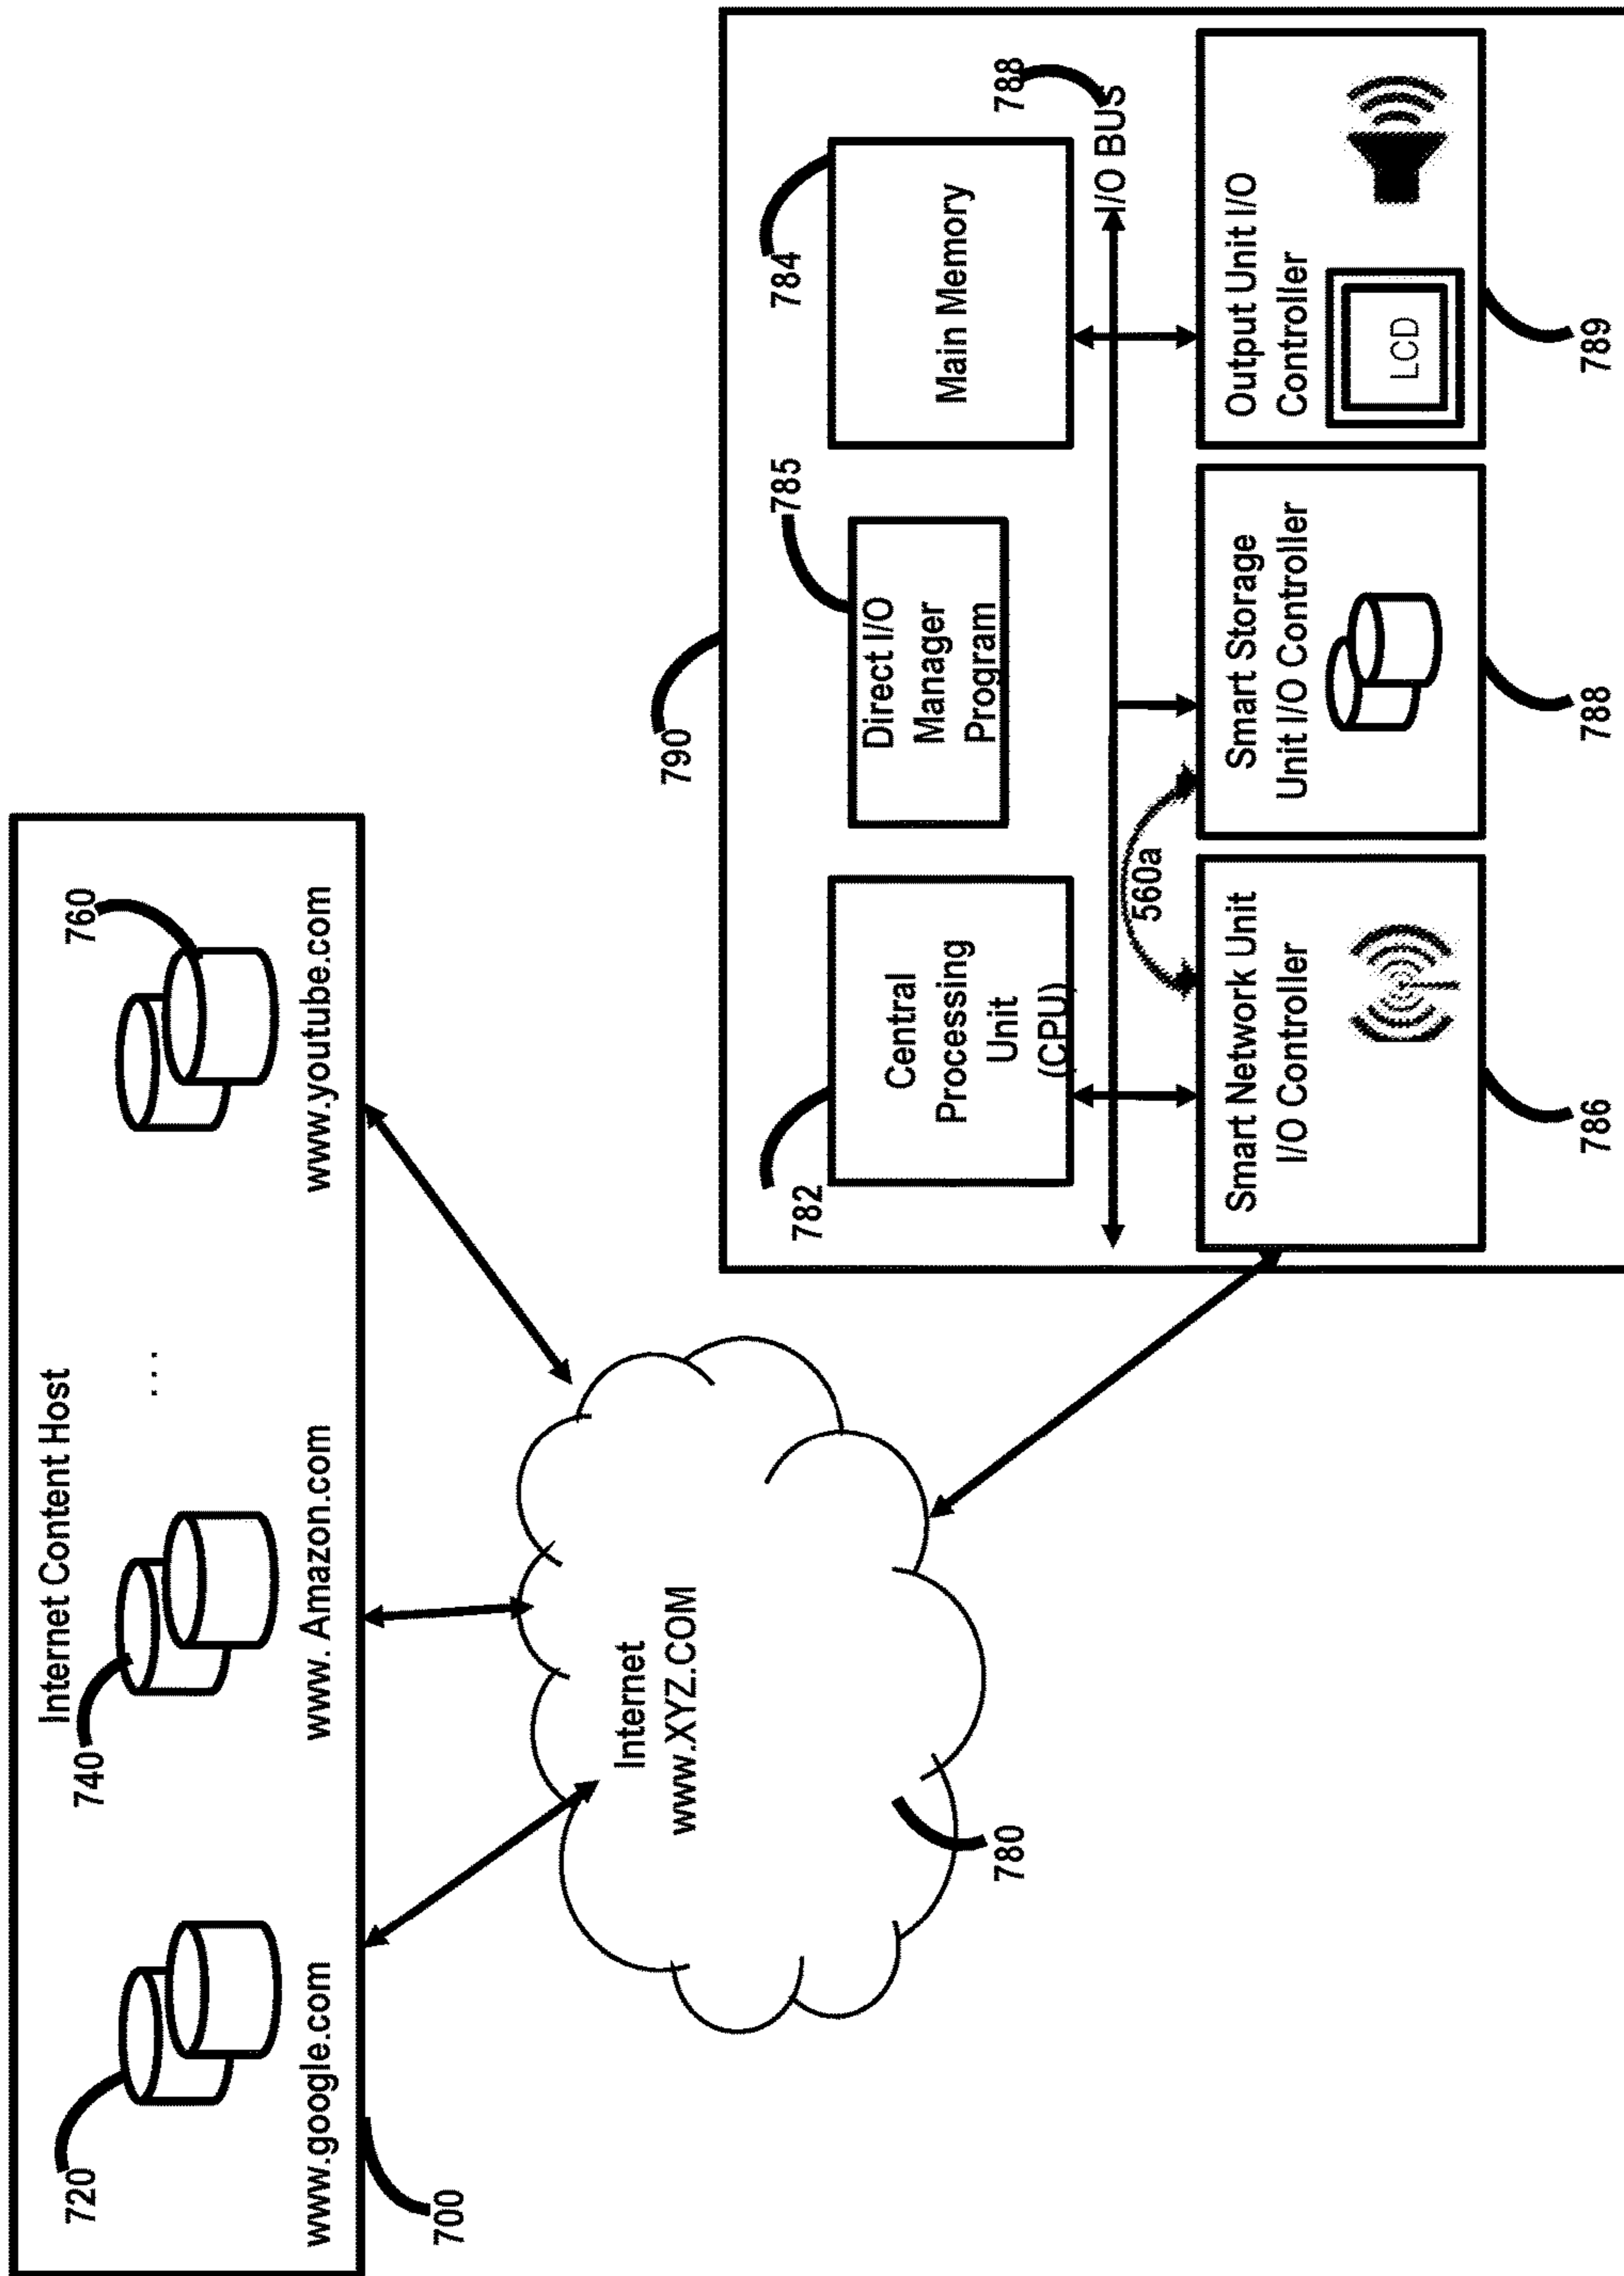 Internet Content Host
720
740
760
. . .
www.google.com
www. Amazon.com
www.youtube.com
700
Internet
www.XYZ.COM
780
790
782
785
784
Central
Processing
Unit
(CPU)
Direct I/O
Manager
Program
Main Memory
788
I/O BUS
560a
Smart Network Unit
I/O Controller
Smart Storage
Unit I/O Controller
Output Unit I/O
Controller
LCD
786
788
789